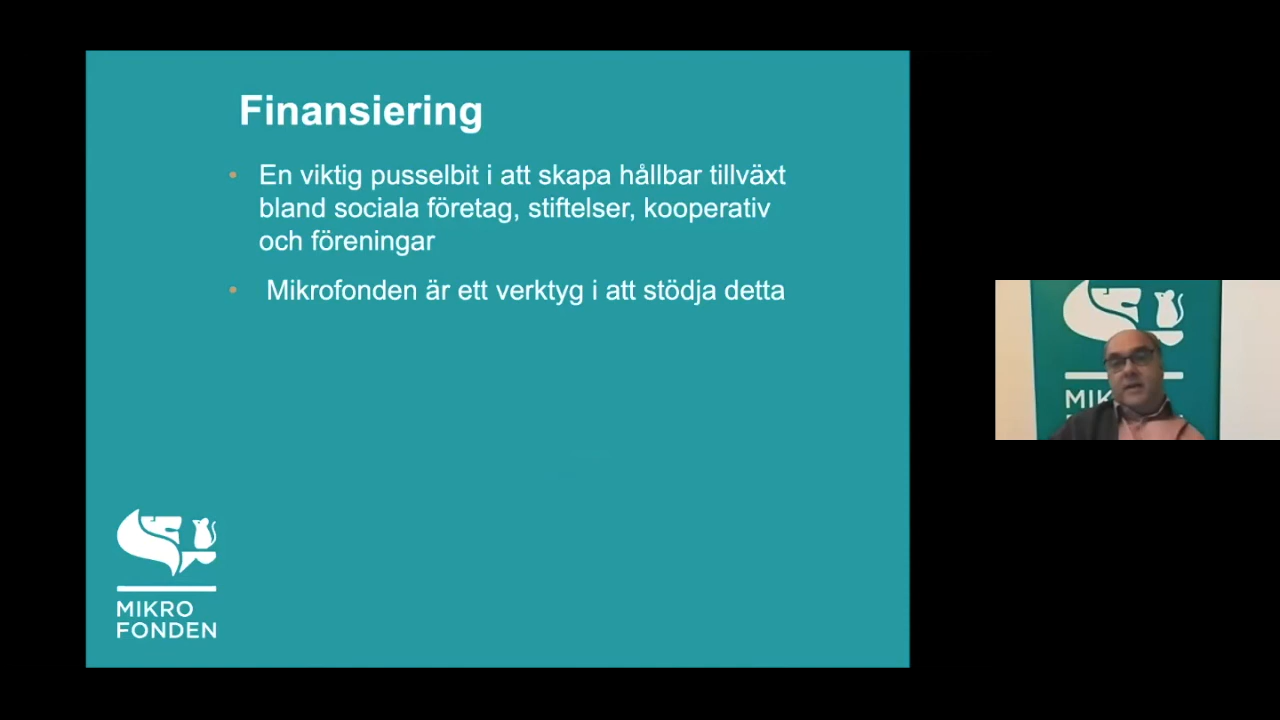 Finansiering
• En viktig pusselbit i att skapa hållbar tillväxt
bland sociala företag, stiftelser, kooperativ
och föreningar
• Mikrofonden är ett verktyg i att stödja detta
MIKRO
FONDEN
MIK